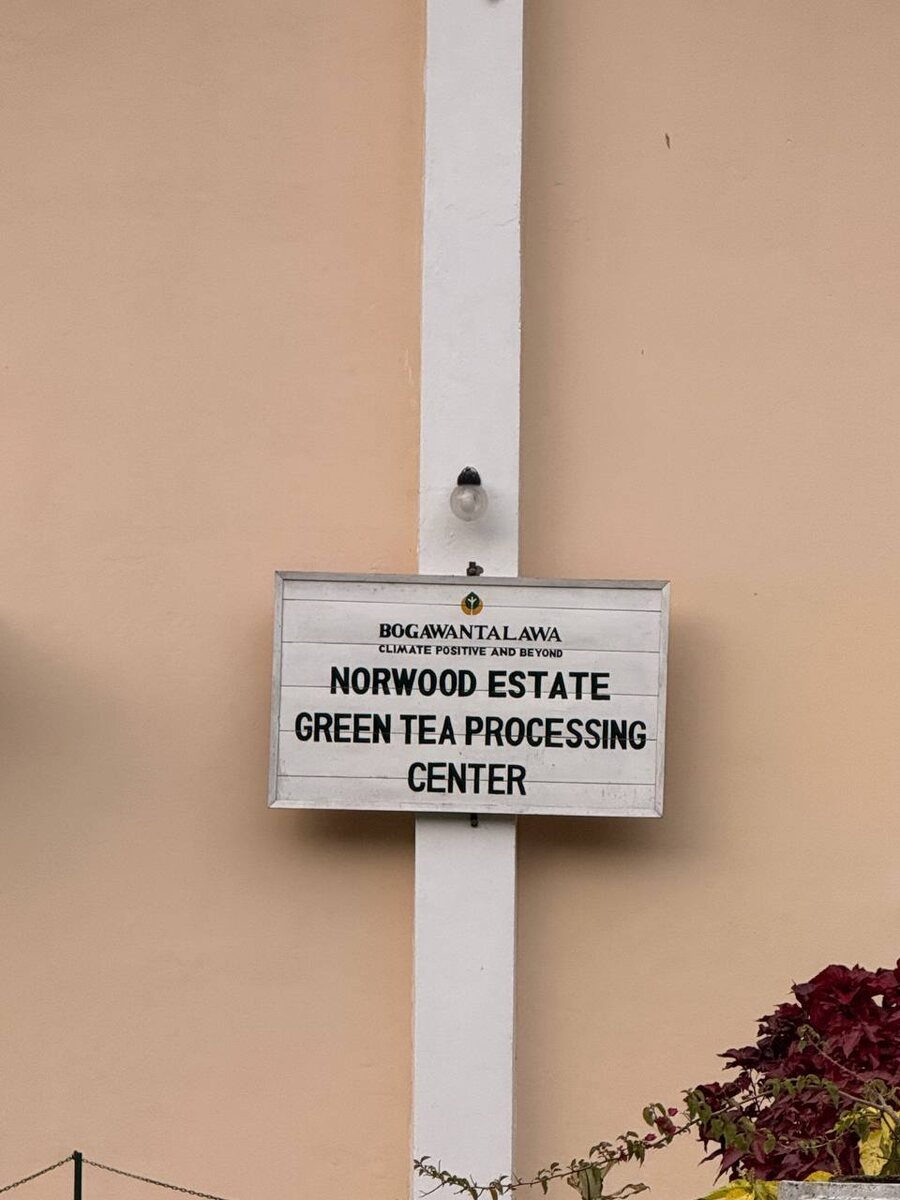 BOGAWANTALAWA
CLIMATE POSITIVE AND BEYOND
NORWOOD ESTATE
GREEN TEA PROCESSING
CENTER